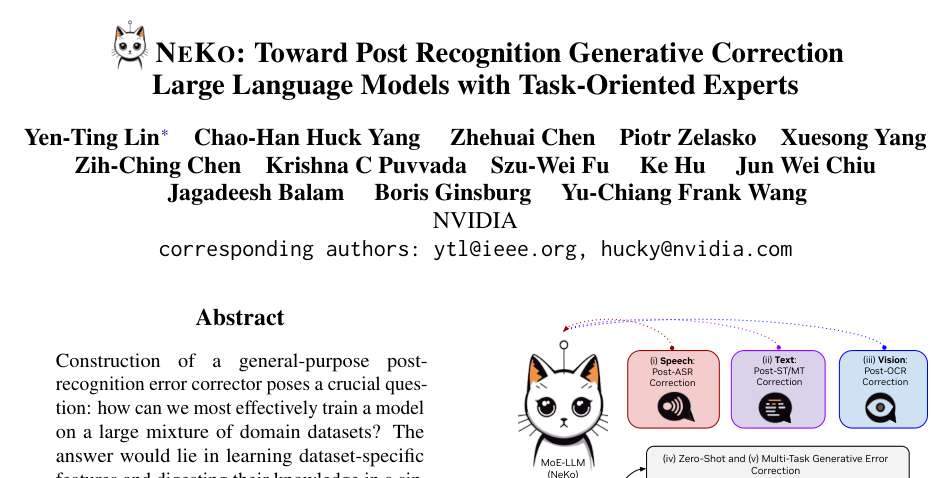 NEKO: Toward Post Recognition Generative Correction
Large Language Models with Task-Oriented Experts
Yen-Ting Lin* Chao-Han Huck Yang Zhehuai Chen Piotr Zelasko Xuesong Yang
Zih-Ching Chen Krishna C Puvvada Szu-Wei Fu Ke Hu Jun Wei Chiu
Jagadeesh Balam Boris Ginsburg Yu-Chiang Frank Wang
NVIDIA
corresponding authors: ytl@ieee.org, hucky@nvidia.com
Abstract
Construction of a general-purpose post-
recognition error corrector poses a crucial ques-
tion: how can we most effectively train a model
on a large mixture of domain datasets? The
answer would lie in learning dataset-specific
features and digesting their knowledge in a sin-
(i) Speech:
Post-ASR
Correction
(ii) Text:
Post-ST/MT
Correction
(iii) Vision:
Post-OCR
Correction
MoE-LLM
(NeKo)
(iv) Zero-Shot and (v) Multi-Task Generative Error
Correction